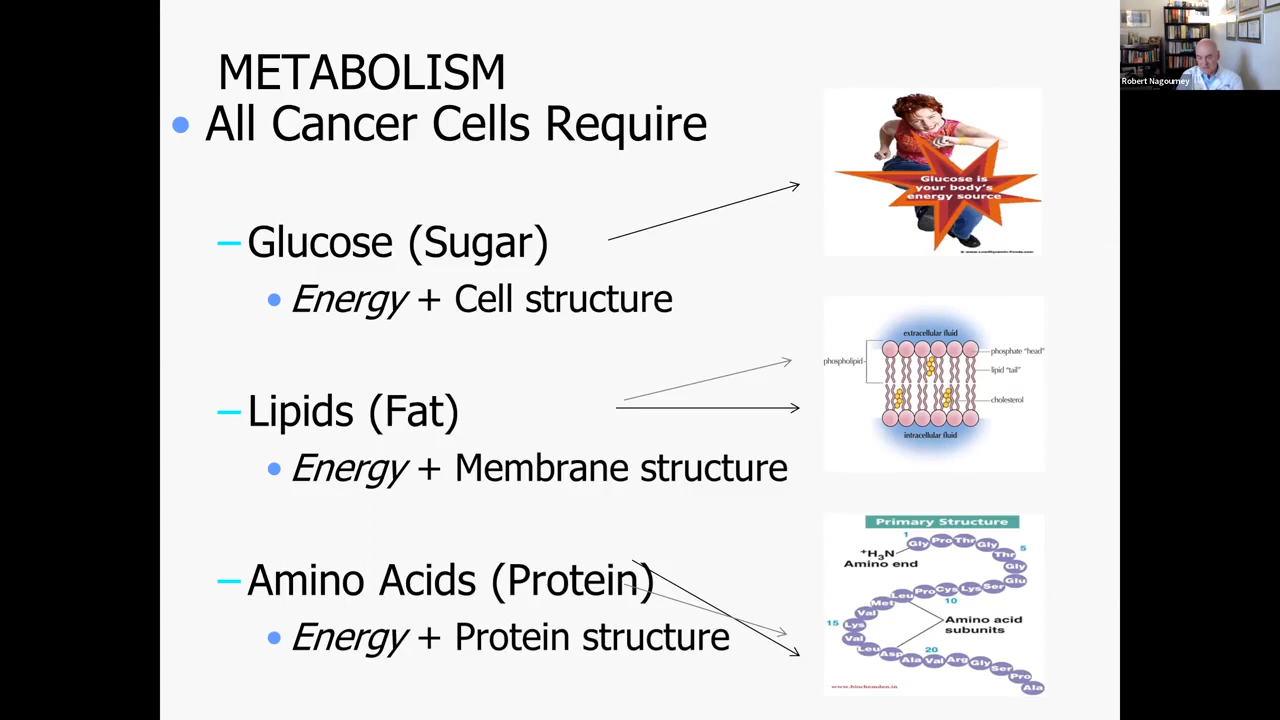 METABOLISM
• All Cancer Cells Require
– Glucose (Sugar)
• Energy + Cell structure
– Lipids (Fat)
• Energy + Membrane structure
– Amino Acids (Protein)
• Energy + Protein structure
Glucose is
your body's
energy source
extracellular fluid
phospholipid
phosphate "head"
lipid "tail"
cholesterol
intracellular fluid
Primary Structure
1
Gly Pro Thr Gly
Thr
5
+H3N
Amino end
Gly
Glu
Ser
Lys
Cys
Pro
Leu
10
Met
Val
15
Lys
Val
Leu
Asp
Amino acid
subunits
20
Ala Val Arg Gly Ser
Pro
Ala
www.biochemden.in
Robert Nagourney